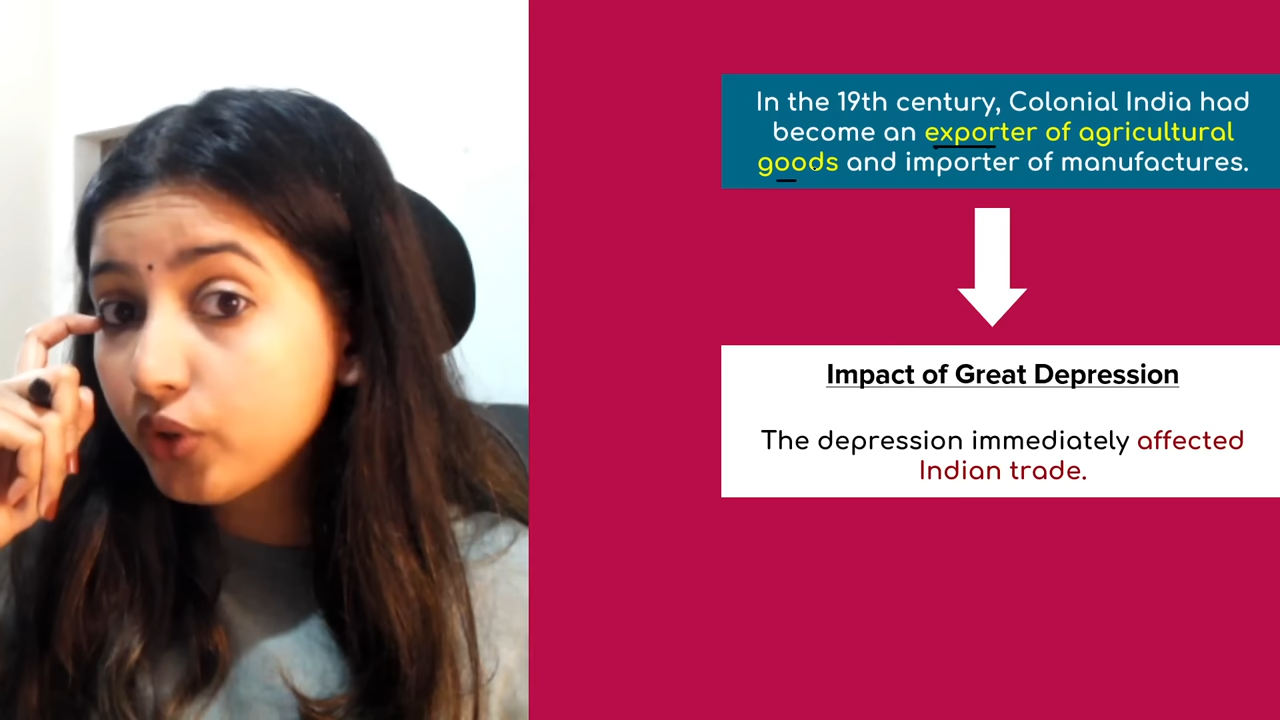 In the 19th century, Colonial India had
become an exporter of agricultural
goods and importer of manufactures.
Impact of Great Depression
The depression immediately affected
Indian trade.